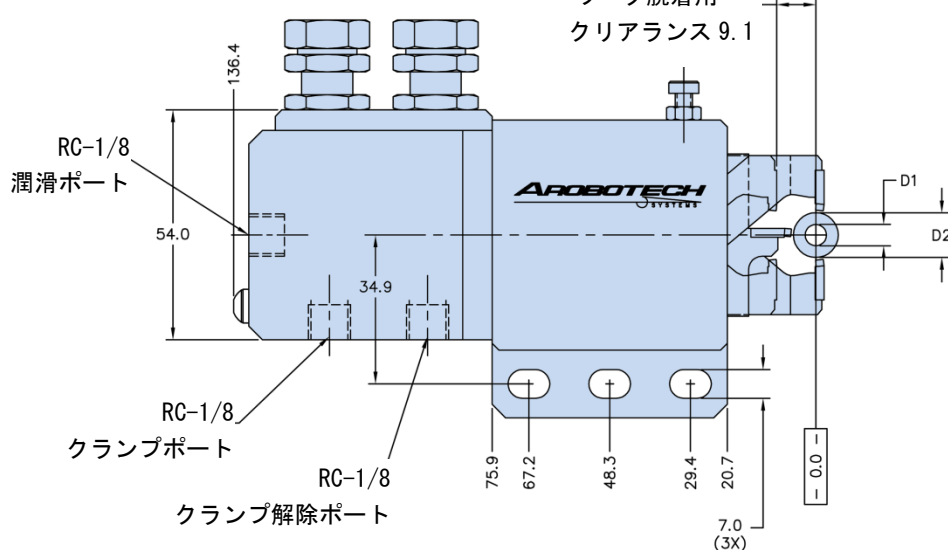 ワーク脱着用
クリアランス 9.1
136.4
RC-1/8
潤滑ポート
54.0
34.9
AROBOTECH
SYSTEMS
D1
D2
RC-1/8
クランプポート
RC-1/8
クランプ解除ポート
75.9
67.2
48.3
29.4
20.7
- 0.0 -
7.0
(3X)